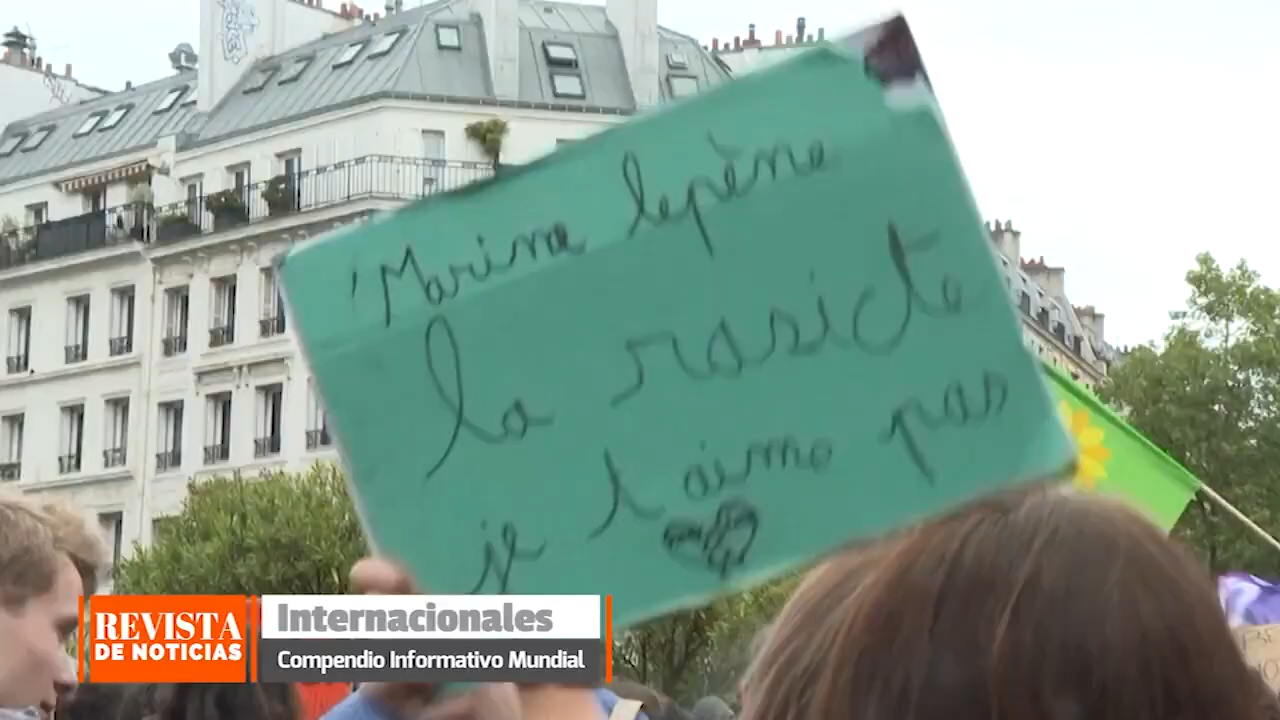 Marine lepène
la rasicte
je t'aime pas
REVISTA
DE NOTICIAS
Internacionales
Compendio Informativo Mundial